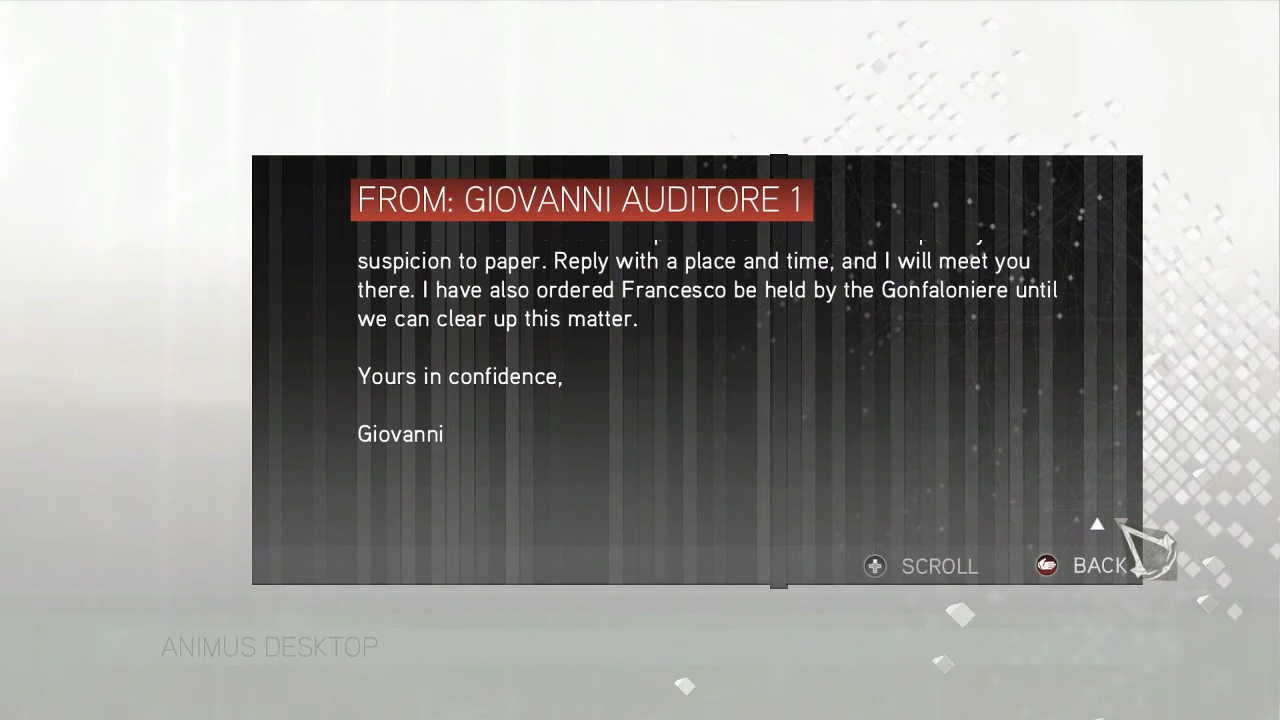 FROM: GIOVANNI AUDITORE 1
suspicion to paper. Reply with a place and time, and I will meet you
there. I have also ordered Francesco be held by the Gonfaloniere until
we can clear up this matter.
Yours in confidence,
Giovanni
SCROLL
BACK
ANIMUS DESKTOP